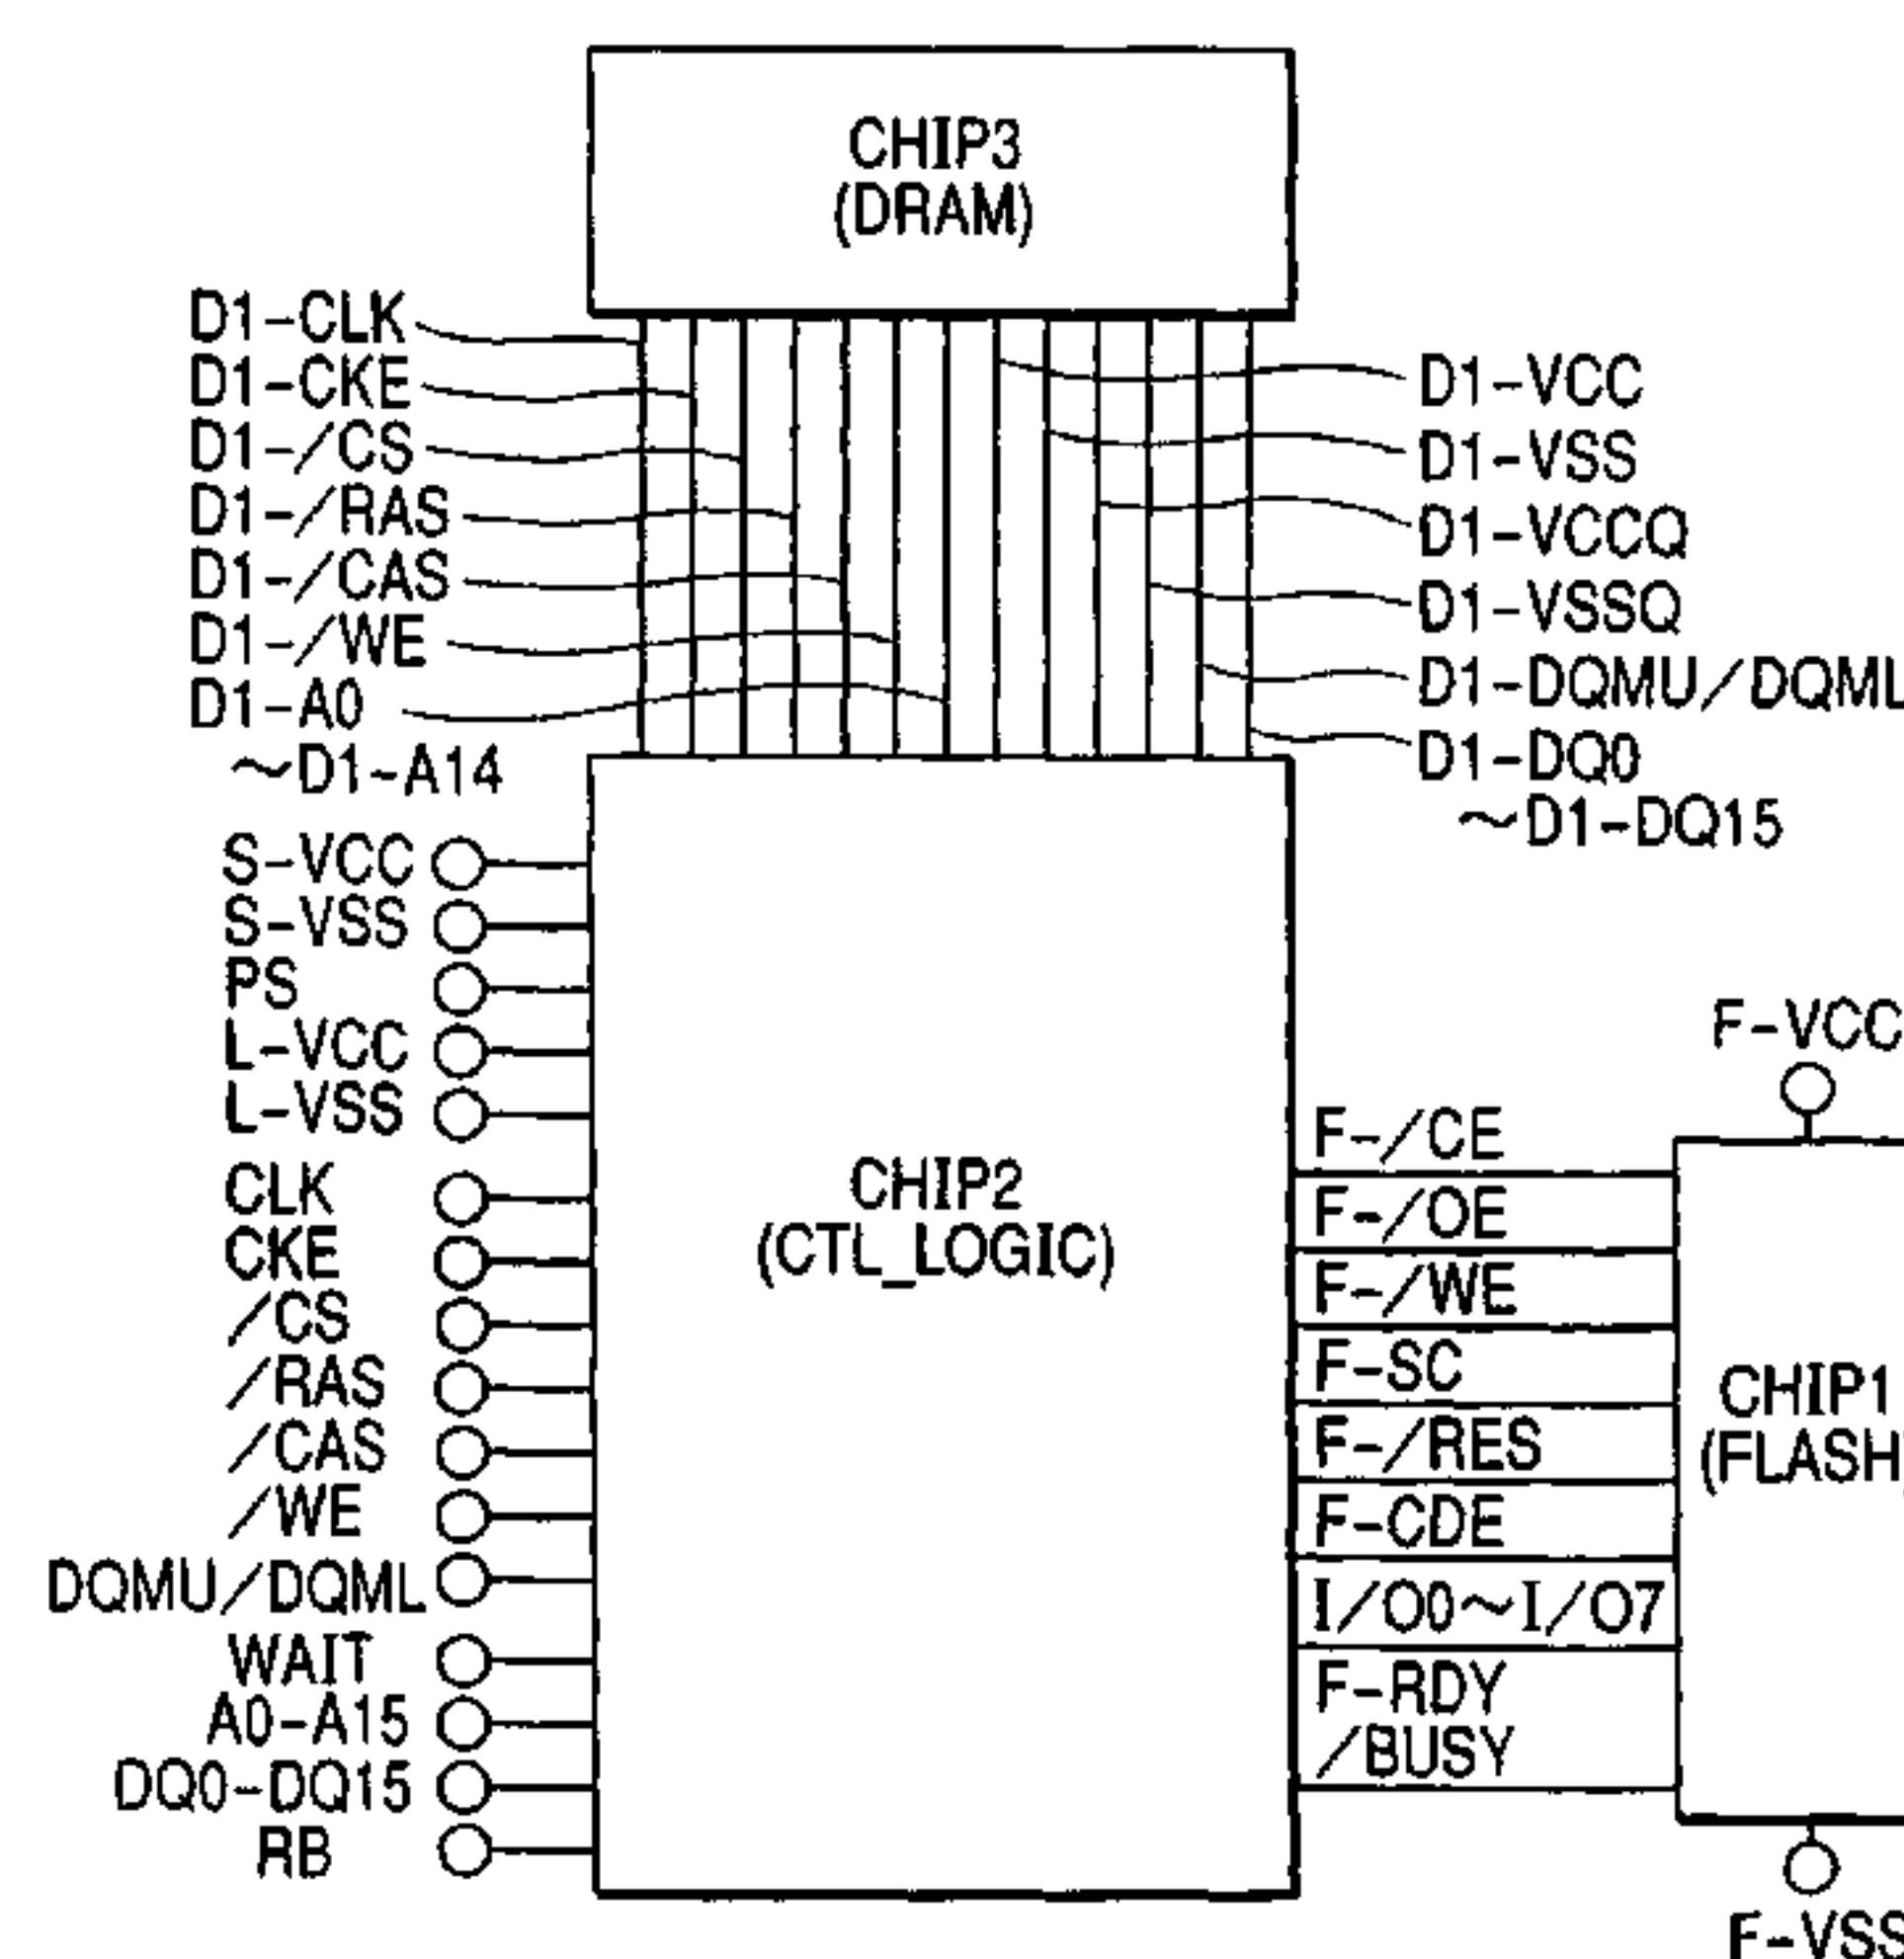 CHIP3
(DRAM)
D1-CLK
D1-CKE
D1-/CS
D1-/RAS
D1-/CAS
D1-/WE
D1-A0
~D1-A14
D1-VCC
D1-VSS
D1-VCCQ
D1-VSSQ
D1-DQMU/DQML
D1-DQ0
~D1-DQ15
S-VCC
S-VSS
PS
L-VCC
L-VSS
CLK
CKE
/CS
/RAS
/CAS
/WE
DQMU/DQML
WAIT
A0-A15
DQ0-DQ15
RB
CHIP2
(CTL_LOGIC)
F-/CE
F-/OE
F-/WE
F-SC
F-/RES
F-CDE
I/O0~I/O7
F-RDY
/BUSY
F-VCC
CHIP1
(FLASH
F-VSS